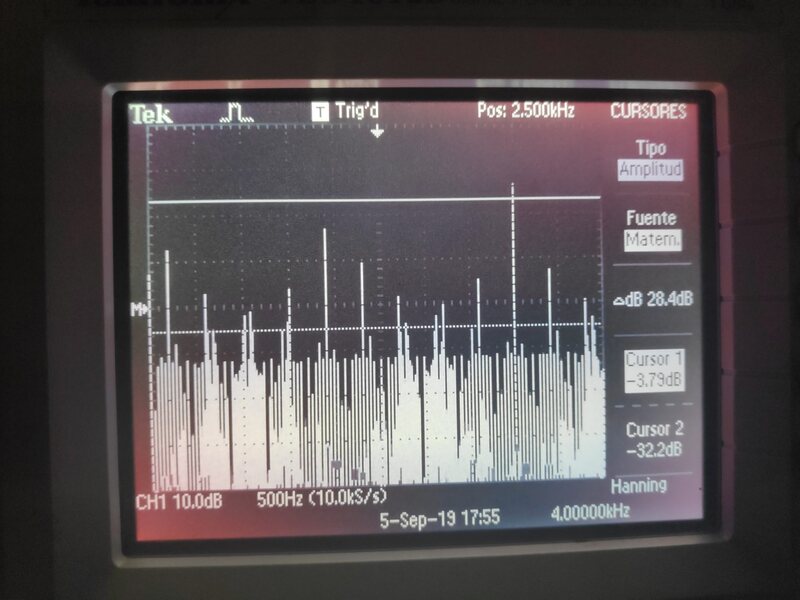 Tek
T Trig'd
Pos: 2.500kHz
CURSORES
Tipo
Amplitud
Fuente
Matem.
M
△dB 28.4dB
Cursor 1
-3.79dB
Cursor 2
-32.2dB
Hanning
CH1 10.0dB
500Hz (10.0kS/s)
5-Sep-19 17:55
4.00000kHz